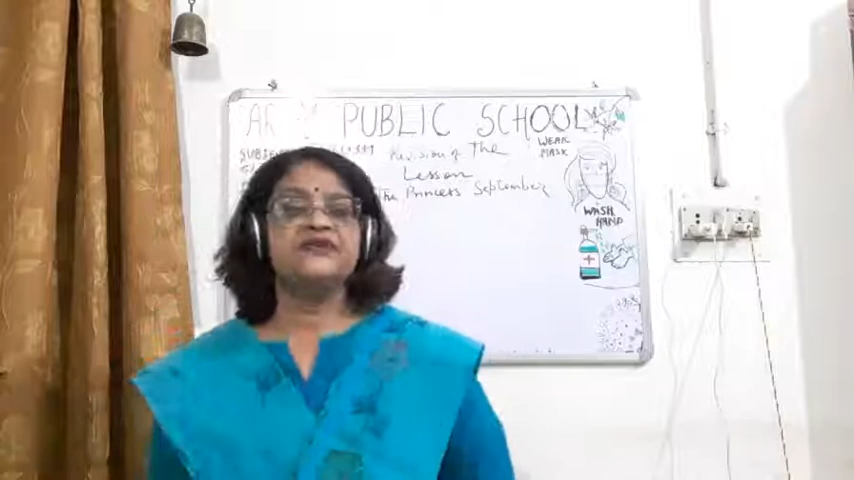 PUBLIC SCHOOL
Revision of The
Lesson
The Princess September
WEAR
MASK
WASH
HAND